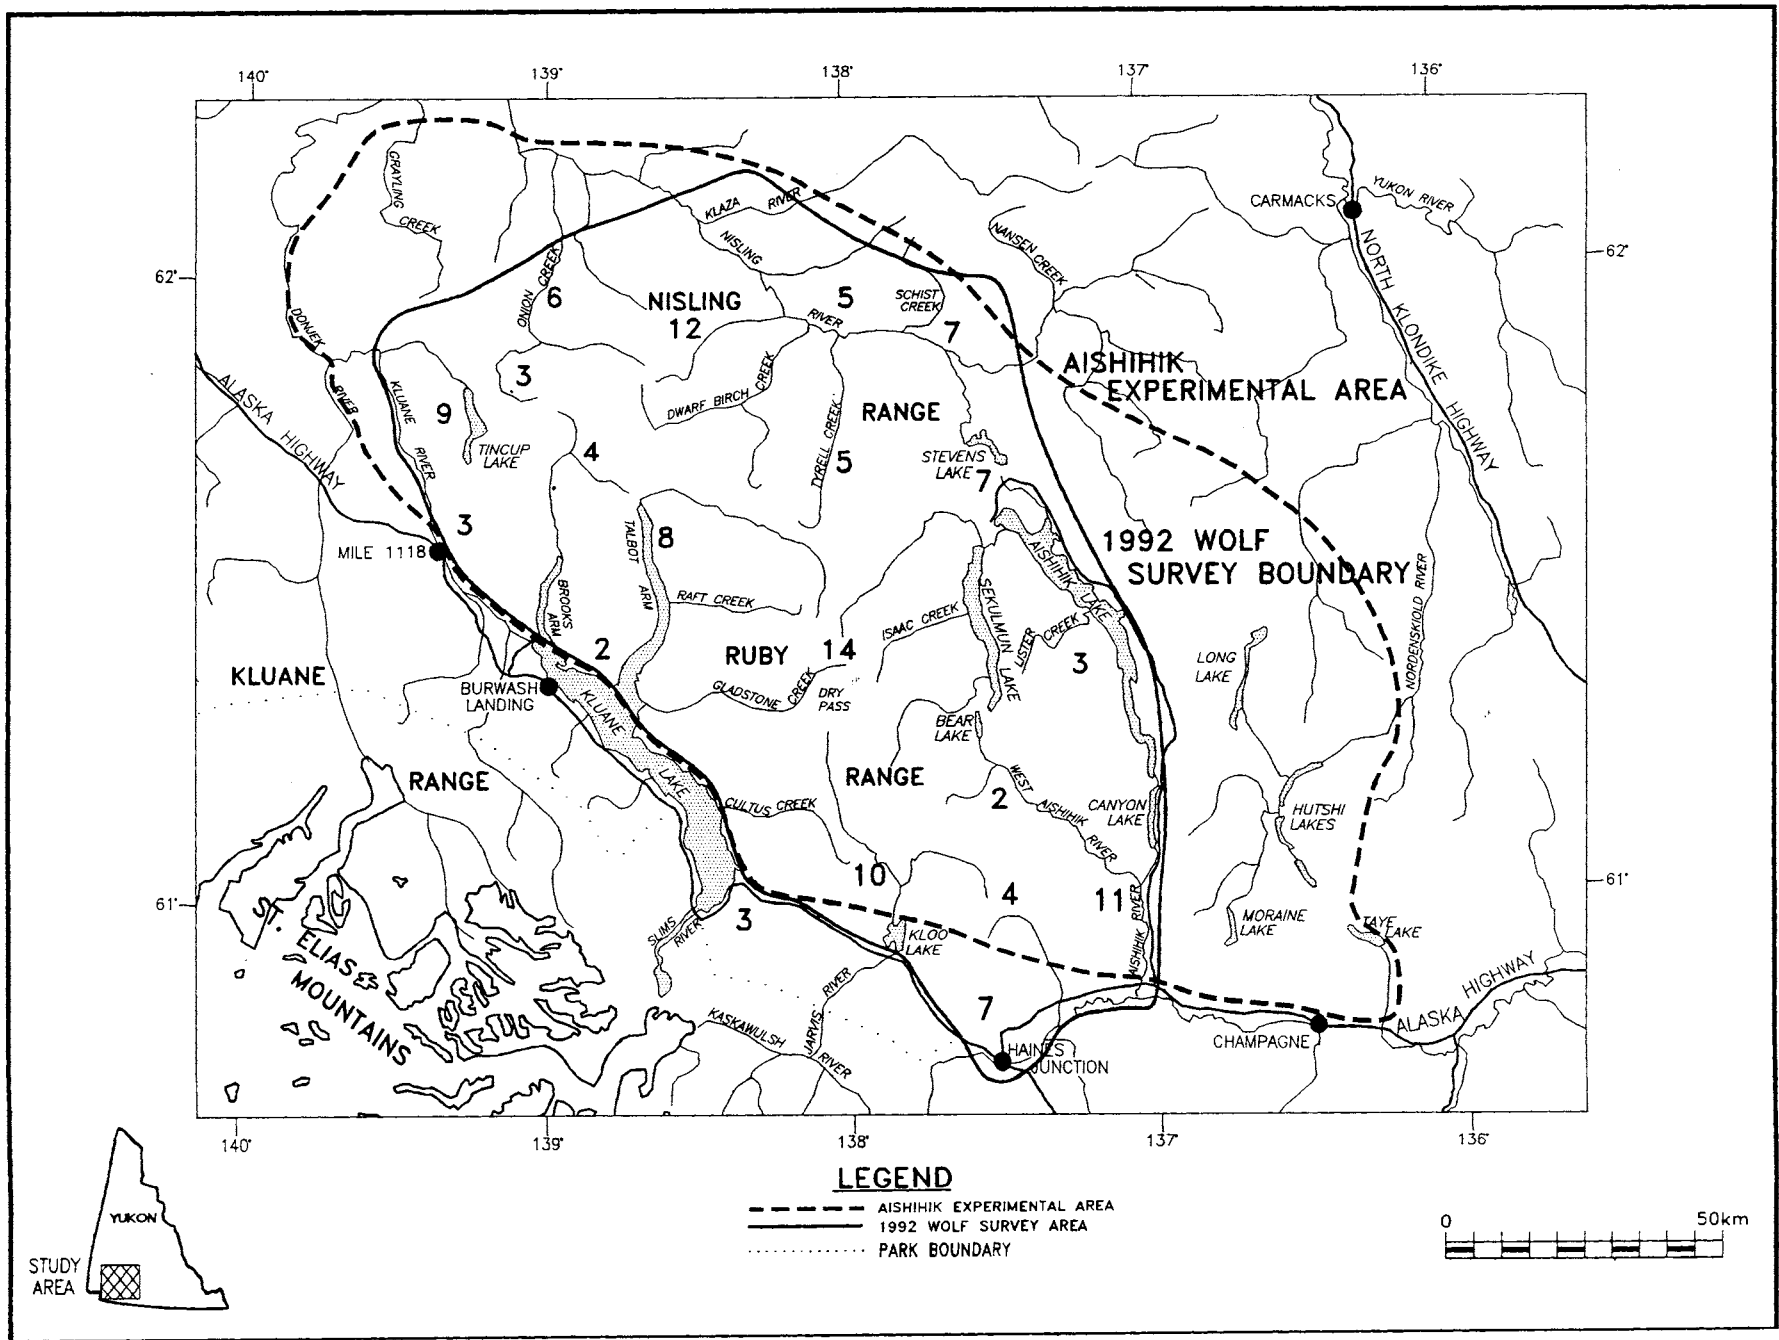 140°
139°
138°
137°
136°
GRAYLING
CREEK
KLAZA RIVER
CARMACKS
YUKON RIVER
NISLING
NANSEN CREEK
62°
62°
ONION CREEK
6
NISLING
12
5
RIVER
SCHIST
CREEK
7
NORTH KLONDIKE HIGHWAY
DONJEK
RIVER
AISHIHIK
EXPERIMENTAL AREA
ALASKA HIGHWAY
KLUANE
RIVER
3
9
DWARF BIRCH CREEK
RANGE
TYRELL CREEK
TINCUP
LAKE
4
5
STEVENS
LAKE
7
3
MILE 1118
TALBOT
ARM
8
1992 WOLF
SURVEY BOUNDARY
AISHIHIK LAKE
BROOKS
ARM
RAFT CREEK
ISAAC CREEK
SEKULMUN LAKE
LISTER CREEK
3
NORDENSKIOLD RIVER
2
RUBY
14
LONG
LAKE
KLUANE
BURWASH
LANDING
GLADSTONE CREEK
DRY
PASS
KLUANE
LAKE
BEAR
LAKE
RANGE
RANGE
WEST AISHIHIK RIVER
2
CANYON
LAKE
CULTUS CREEK
HUTSHI
LAKES
10
4
11
61°
61°
ST. ELIAS
MOUNTAINS
SLIMS
RIVER
3
KLOO
LAKE
AISHIHIK RIVER
MORAINE
LAKE
TAYE
LAKE
ALASKA HIGHWAY
JARVIS RIVER
7
KASKAWULSH
RIVER
HAINES
JUNCTION
CHAMPAGNE
140°
139°
138°
137°
136°
LEGEND
AISHIHIK EXPERIMENTAL AREA
1992 WOLF SURVEY AREA
PARK BOUNDARY
0 50km
YUKON
STUDY
AREA